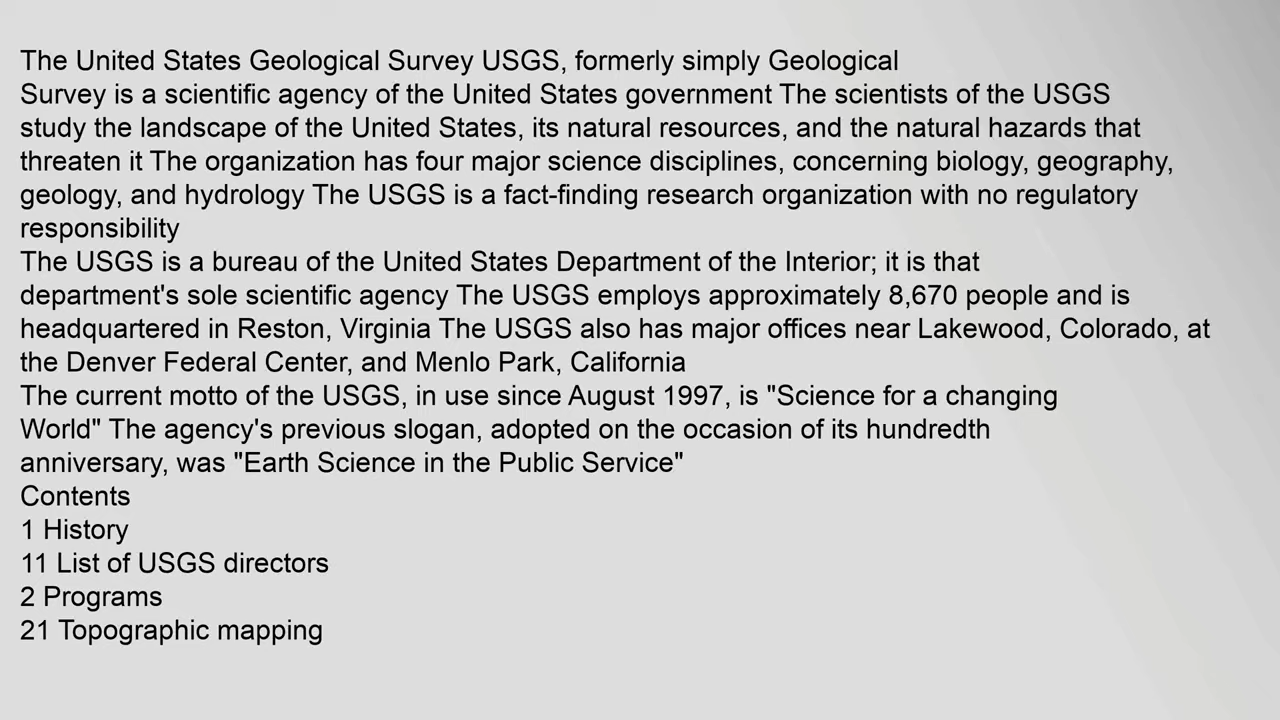 The United States Geological Survey USGS, formerly simply Geological
Survey is a scientific agency of the United States government The scientists of the USGS
study the landscape of the United States, its natural resources, and the natural hazards that
threaten it The organization has four major science disciplines, concerning biology, geography,
geology, and hydrology The USGS is a fact-finding research organization with no regulatory
responsibility
The USGS is a bureau of the United States Department of the Interior; it is that
department's sole scientific agency The USGS employs approximately 8,670 people and is
headquartered in Reston, Virginia The USGS also has major offices near Lakewood, Colorado, at
the Denver Federal Center, and Menlo Park, California
The current motto of the USGS, in use since August 1997, is "Science for a changing
World" The agency's previous slogan, adopted on the occasion of its hundredth
anniversary, was "Earth Science in the Public Service"
Contents
1 History
11 List of USGS directors
2 Programs
21 Topographic mapping